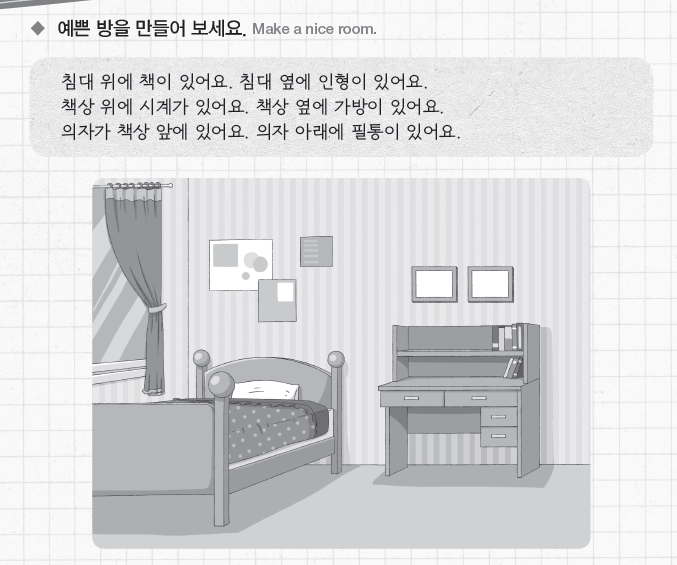 ◆ 예쁜 방을 만들어 보세요. Make a nice room.
침대 위에 책이 있어요. 침대 옆에 인형이 있어요.
책상 위에 시계가 있어요. 책상 옆에 가방이 있어요.
의자가 책상 앞에 있어요. 의자 아래에 필통이 있어요.